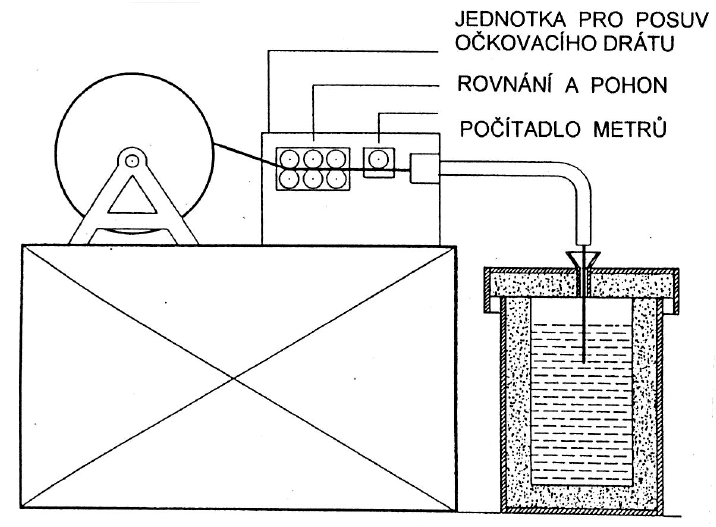 JEDNOTKA PRO POSUV
OČKOVACÍHO DRÁTU
ROVNÁNÍ A POHON
POČÍTADLO METRŮ